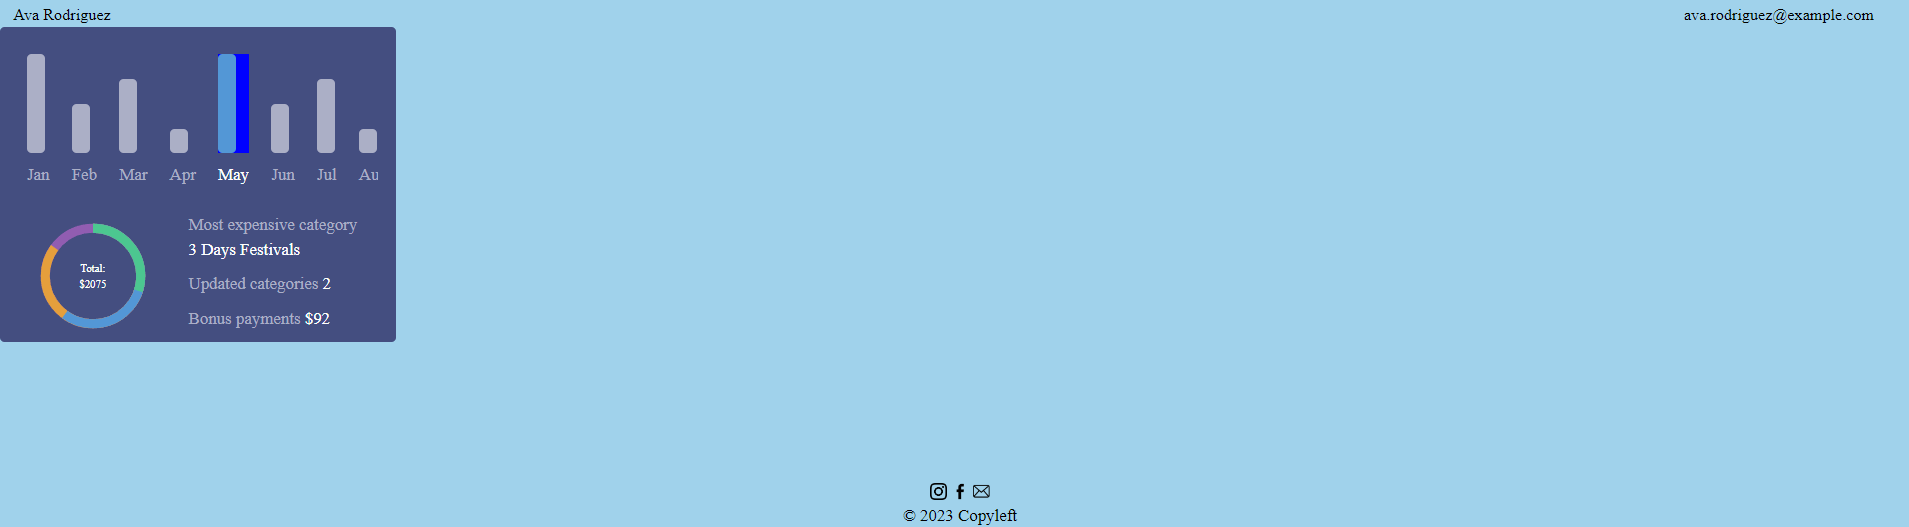 Ava Rodriguez ava.rodriguez@example.com
Jan Feb Mar Apr May Jun Jul Au
Most expensive category
3 Days Festivals
Total:
$2075
Updated categories 2
Bonus payments $92
© 2023 Copyleft